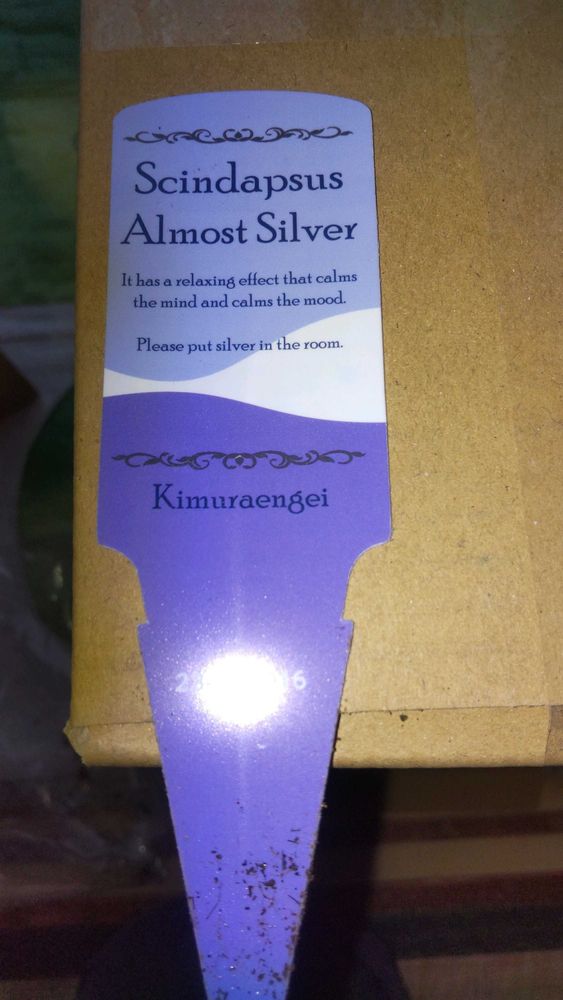 Scindapsus
Almost Silver
It has a relaxing effect that calms
the mind and calms the mood.
Please put silver in the room.
Kimuraengei